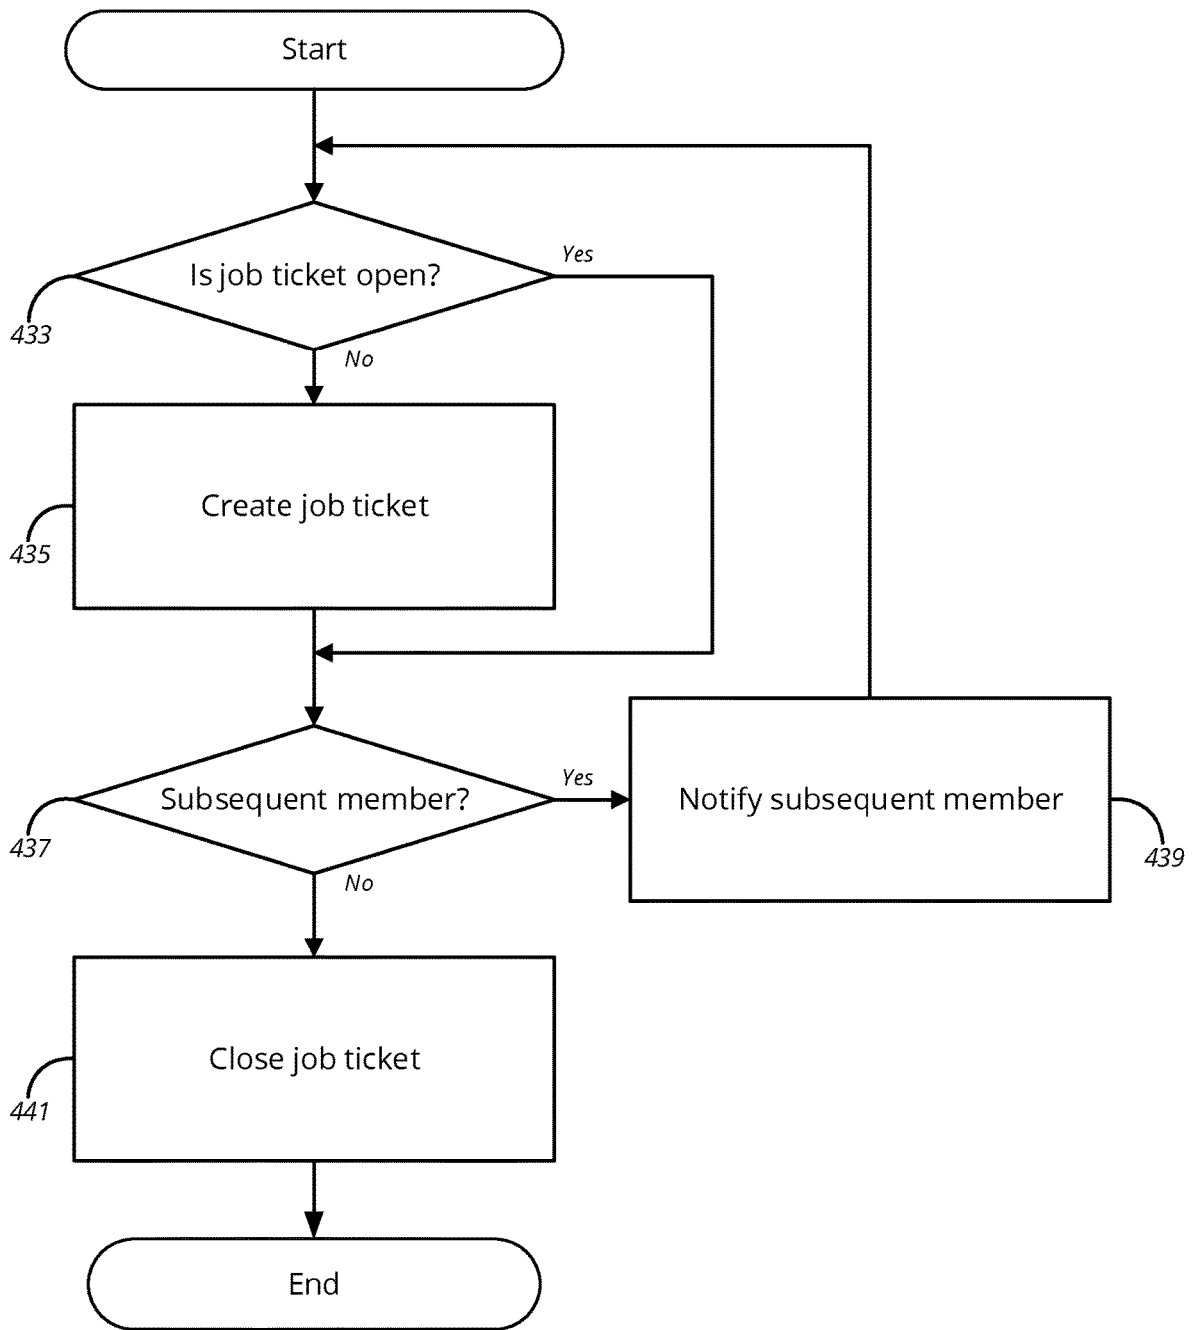 Start
Is job ticket open?
Yes
433
No
Create job ticket
435
Subsequent member?
Yes
Notify subsequent member
437
439
No
Close job ticket
441
End